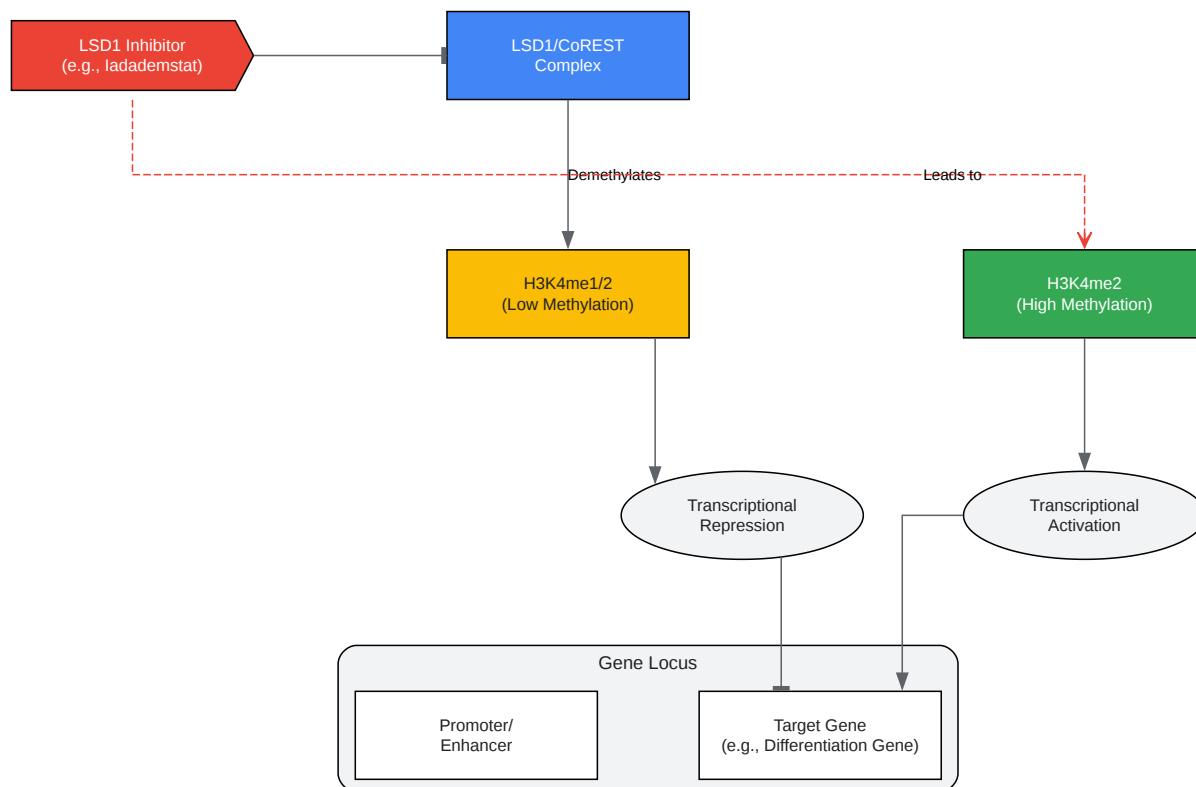 LSD1 Inhibitor
(e.g., Iadademstat)
LSD1/CoREST
Complex
Demethylates
Leads to
H3K4me1/2
(Low Methylation)
H3K4me2
(High Methylation)
Transcriptional
Repression
Transcriptional
Activation
Gene Locus
Promoter/
Enhancer
Target Gene
(e.g., Differentiation Gene)